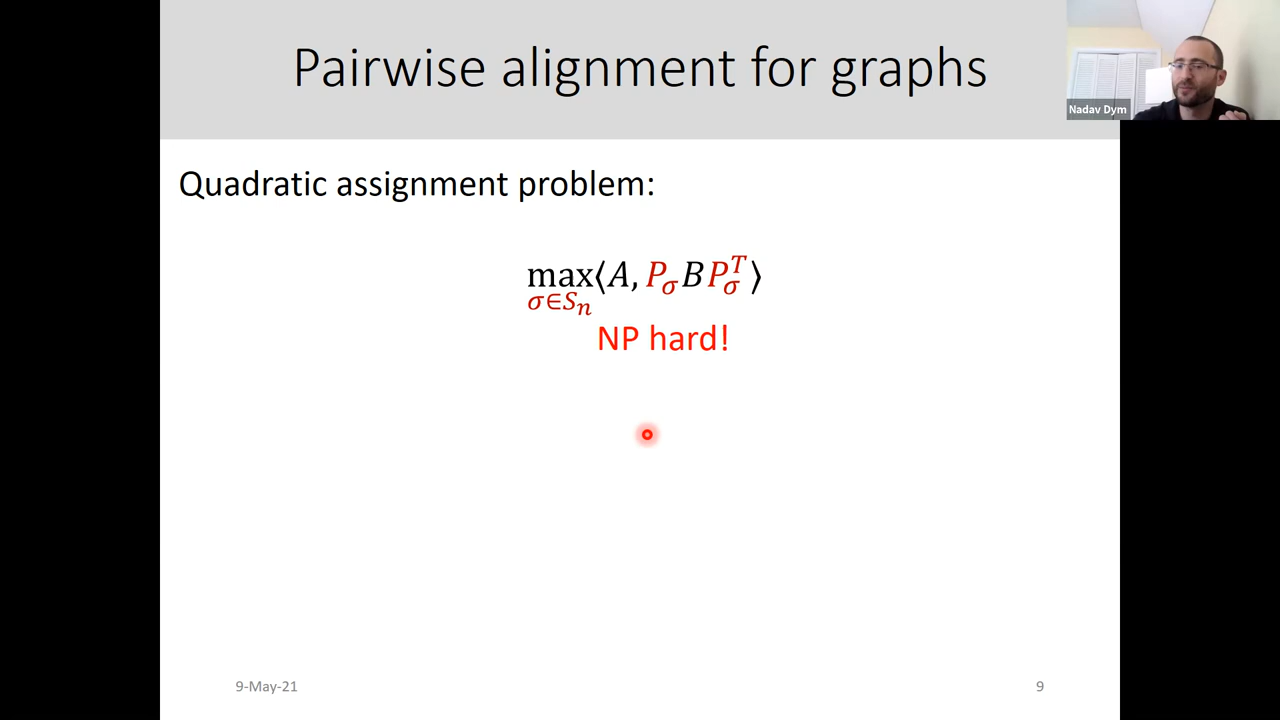 Pairwise alignment for graphs
Nadav Dym
Quadratic assignment problem:
max⟨A, P_σ B P_σ^T⟩
σ∈S_n
NP hard!
9-May-21
9